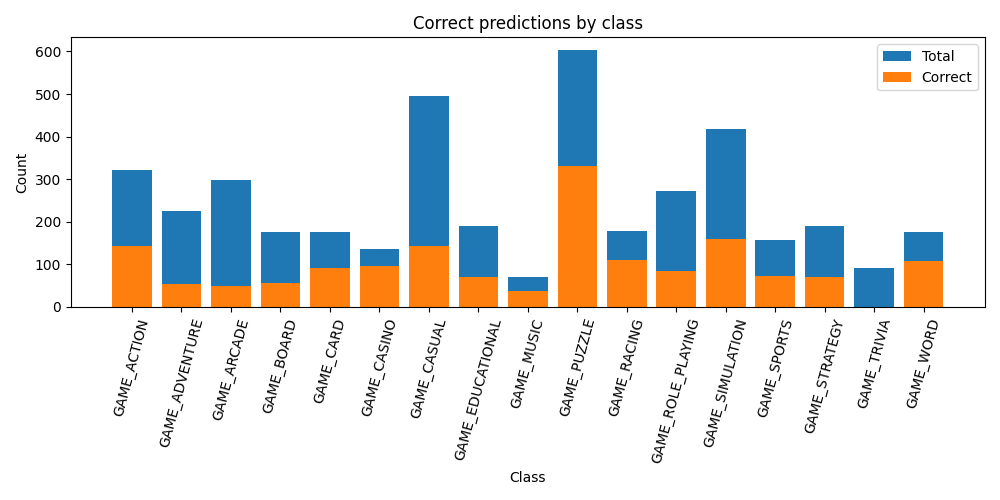 Correct predictions by class
Total
Correct
Count
600
500
400
300
200
100
0
GAME_ACTION
GAME_ADVENTURE
GAME_ARCADE
GAME_BOARD
GAME_CARD
GAME_CASINO
GAME_CASUAL
GAME_EDUCATIONAL
GAME_MUSIC
GAME_PUZZLE
GAME_RACING
GAME_ROLE_PLAYING
GAME_SIMULATION
GAME_SPORTS
GAME_STRATEGY
GAME_TRIVIA
GAME_WORD
Class